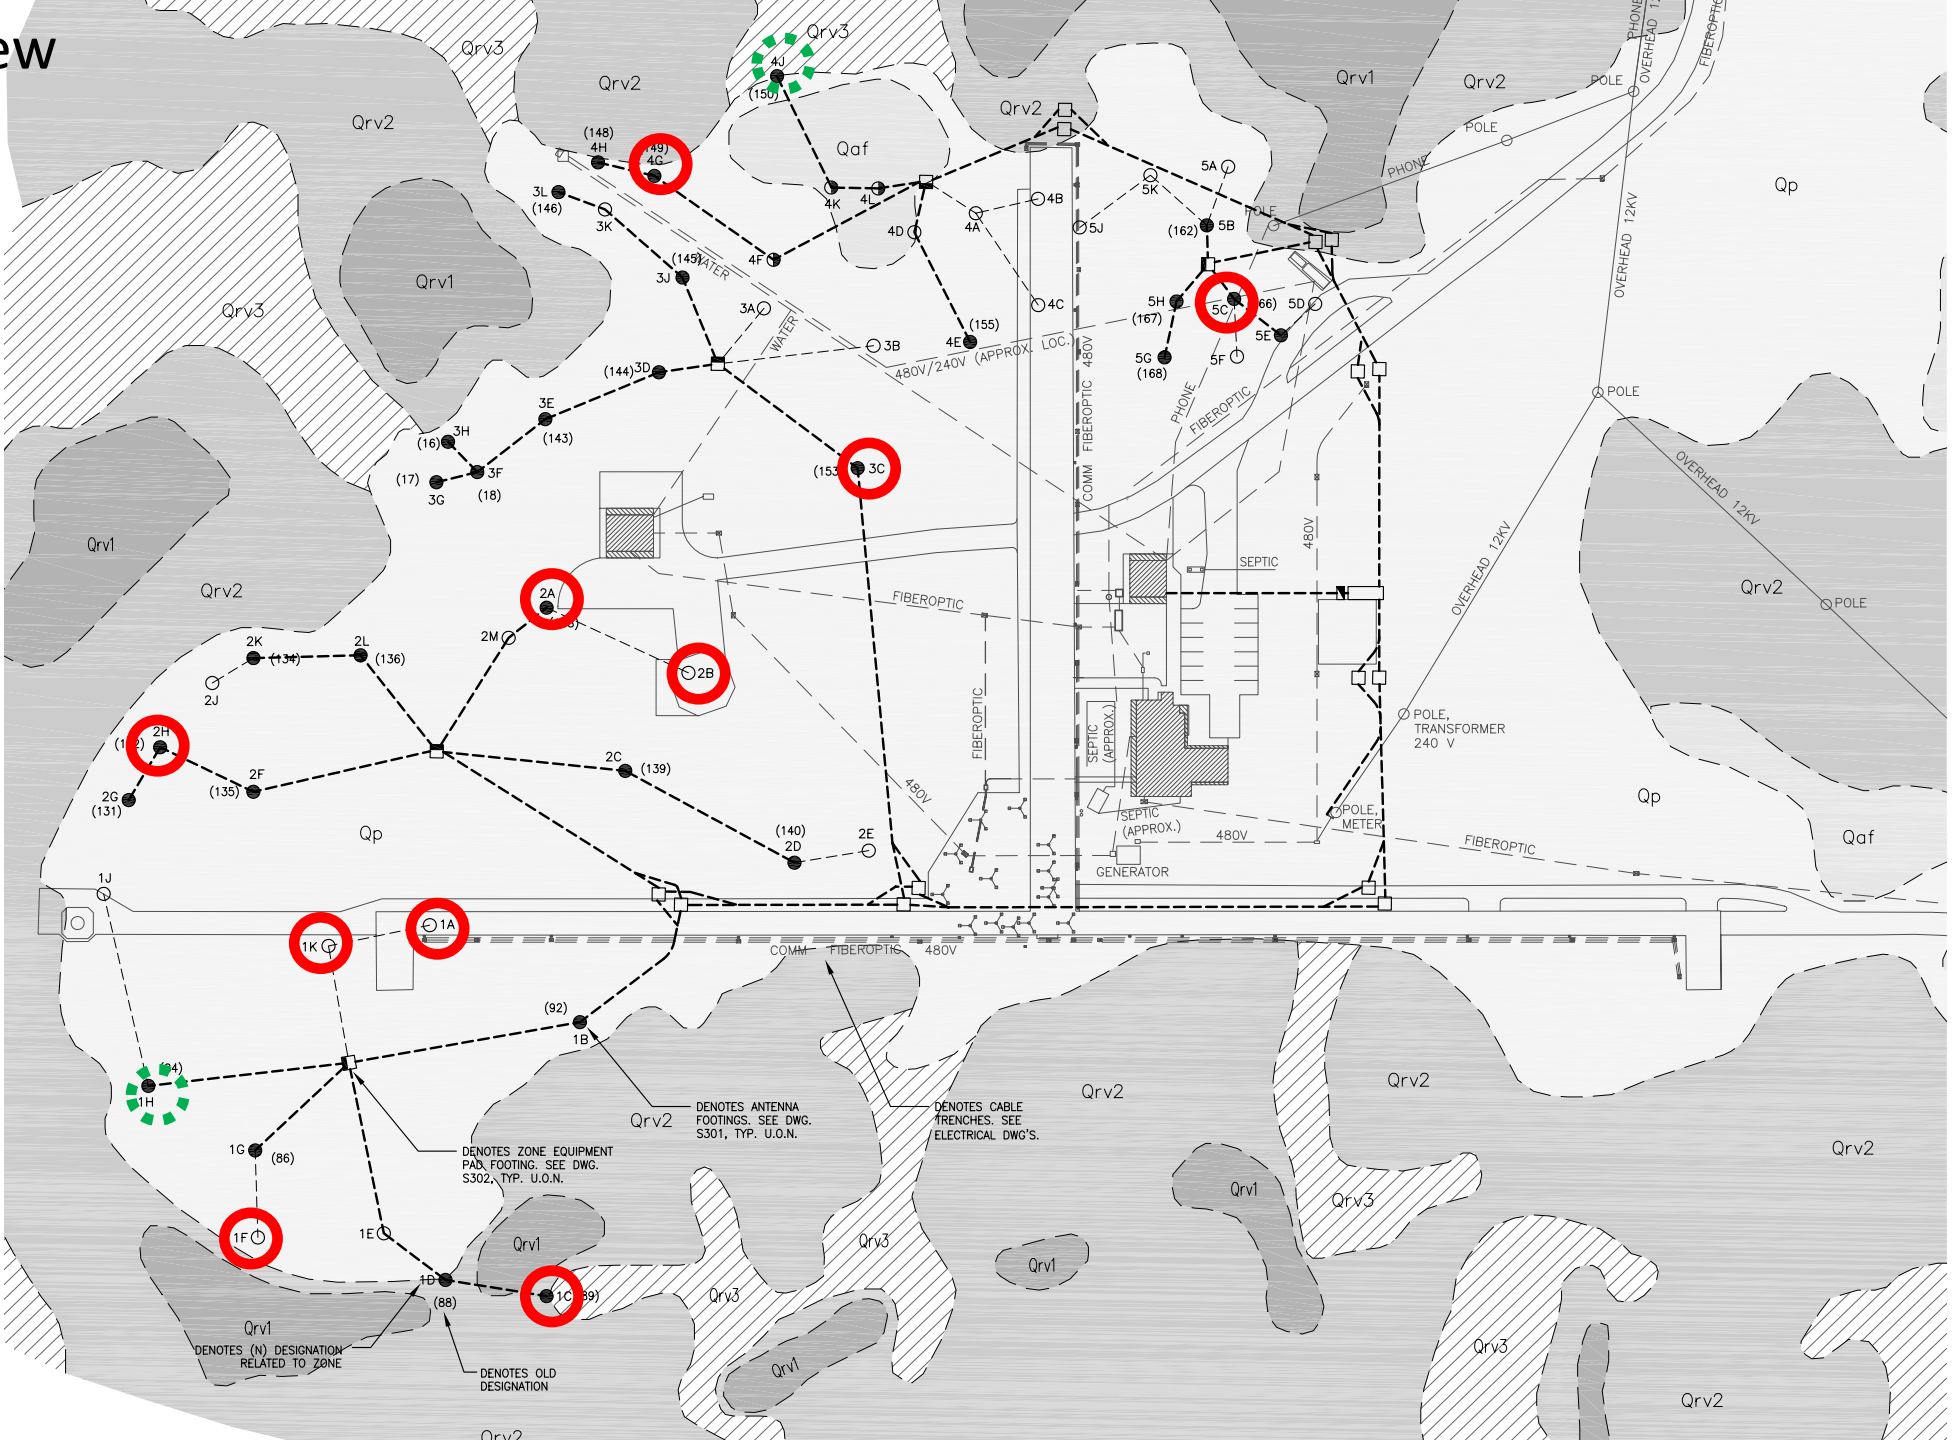 ew
Qrv3
Qrv3
4J
(150)
Qrv2
Qrv1
Qrv2
POLE
PHONE
FIBEROPTIC
Qrv2
Qrv2
POLE
(148)
4H
4G
Qaf
PHONE
5A
Qp
3L
(146)
3K
4K
4L
4B
5K
4A
5J
POLE
(162)
5B
4D
OVERHEAD 12KV
WATER
4F
(145)
3J
Qrv1
Qrv3
3A
4C
5H
(167)
5C
5D
WATER
(155)
4E
3B
480V/240V (APPROX. LOC.)
480V
5E
5G
(168)
5F
(144)
3D
3E
(143)
PHONE
FIBEROPTIC
POLE
3H
(16)
3F
(17)
3G
(18)
(153
3C
COMM FIBEROPTIC
OVERHEAD 12KV
Qrv1
480V
SEPTIC
OVERHEAD 12KV
Qrv2
2A
FIBEROPTIC
Qrv2
POLE
2M
2K
(134)
2L
(136)
2B
2J
2H
FIBEROPTIC
SEPTIC
(APPROX.)
POLE,
TRANSFORMER
240 V
2C
(139)
2F
(135)
2G
(131)
480V
Qp
SEPTIC
(APPROX.)
POLE,
METER
Qp
(140)
2D
2E
480V
FIBEROPTIC
Qaf
GENERATOR
1J
1A
1K
COMM FIBEROPTIC 480V
(92)
1B
1H
Qrv2
Qrv2
Qrv2
DENOTES ANTENNA
FOOTINGS. SEE DWG.
S301, TYP. U.O.N.
DENOTES CABLE
TRENCHES. SEE
ELECTRICAL DWG'S.
1G
(86)
DENOTES ZONE EQUIPMENT
PAD FOOTING. SEE DWG.
S302, TYP. U.O.N.
Qrv2
Qrv1
Qrv3
1F
1E
Qrv1
Qrv3
Qrv1
1D
(88)
1C
Qrv3
Qrv1
DENOTES (N) DESIGNATION
RELATED TO ZONE
DENOTES OLD
DESIGNATION
Qrv1
Qrv3
Qrv2
Qrv2